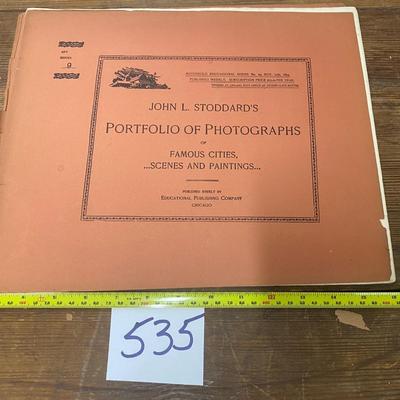 ART
SERIES
9
JOHN L. STODDARD'S
PORTFOLIO OF PHOTOGRAPHS
OF
FAMOUS CITIES,
...SCENES AND PAINTINGS...
PUBLISHED WEEKLY BY
EDUCATIONAL PUBLISHING COMPANY
CHICAGO
535